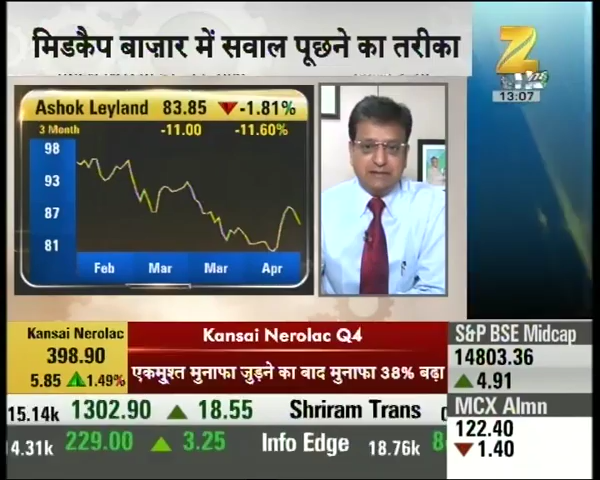 मिडकैप बाज़ार में सवाल पूछने का तरीका
Z
13:07
Ashok Leyland 83.85 -1.81%
3 Month -11.00 -11.60%
98
93
87
81
Feb Mar Mar Apr
Kansai Nerolac
398.90
5.85 1.49%
Kansai Nerolac Q4
एकमुश्त मुनाफा जुड़ने का बाद मुनाफा 38% बढ़ा
S&P BSE Midcap
14803.36
4.91
MCX Almn
122.40
1.40
15.14k 1302.90 18.55 Shriram Trans
4.31k 229.00 3.25 Info Edge 18.76k 8